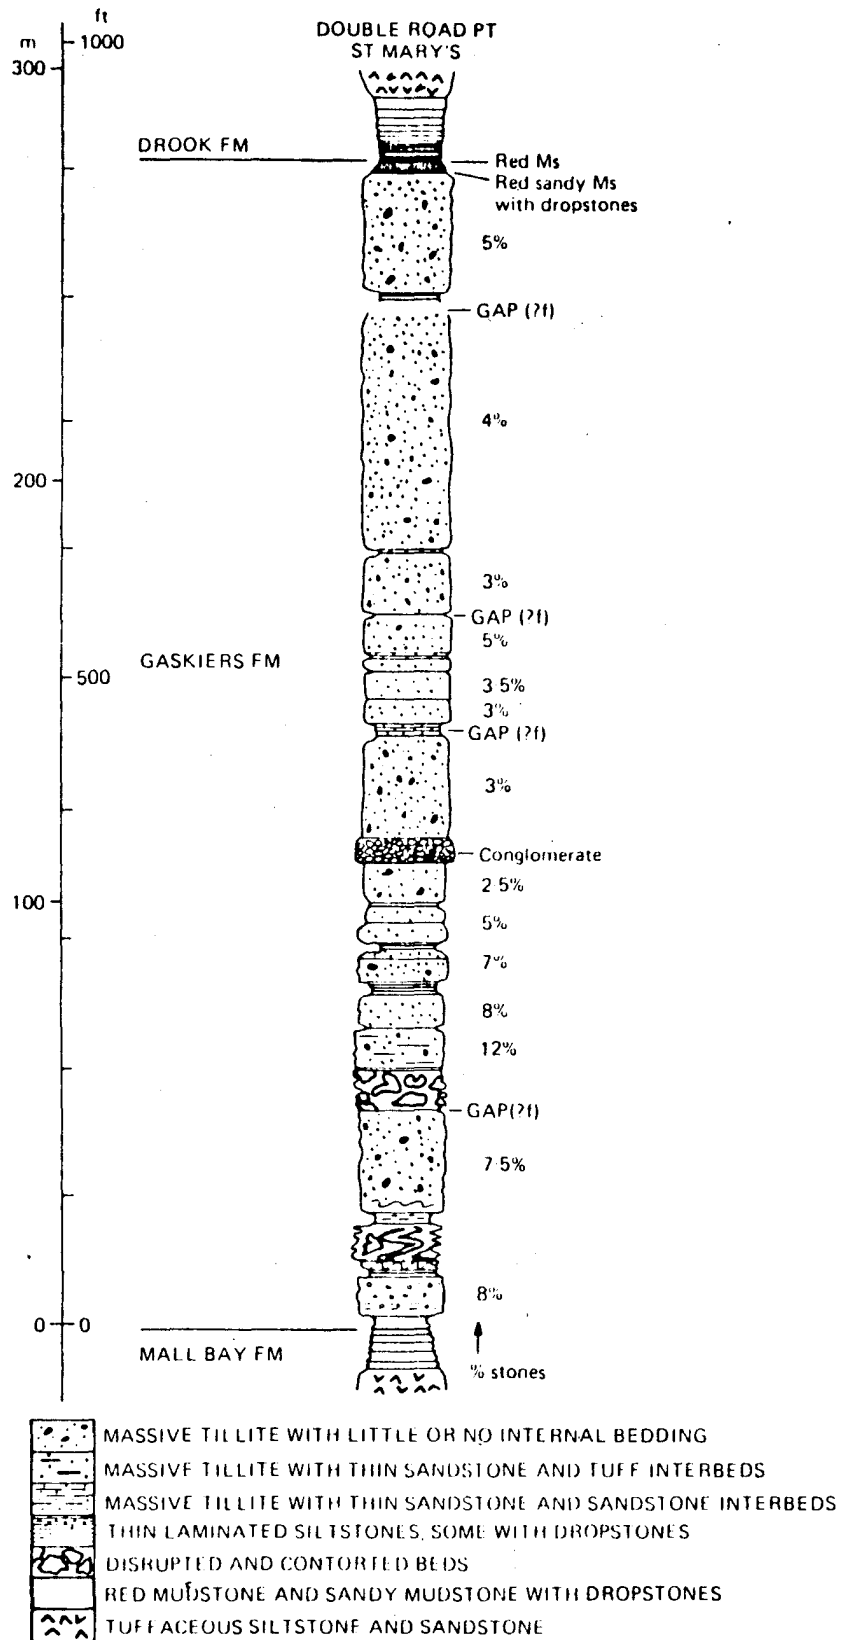 DOUBLE ROAD PT
ST MARY'S
ft
m
1000
300
DROOK FM
Red Ms
Red sandy Ms
with dropstones
5%
GAP (?f)
4%
200
3%
GAP (?f)
5%
GASKIERS FM
500
3·5%
3%
GAP (?f)
3%
Conglomerate
2·5%
100
5%
7%
8%
12%
GAP(?f)
7·5%
8%
0
0
MALL BAY FM
% stones
MASSIVE TILLITE WITH LITTLE OR NO INTERNAL BEDDING
MASSIVE TILLITE WITH THIN SANDSTONE AND TUFF INTERBEDS
MASSIVE TILLITE WITH THIN SANDSTONE AND SANDSTONE INTERBEDS
THIN LAMINATED SILTSTONES, SOME WITH DROPSTONES
DISRUPTED AND CONTORTED BEDS
RED MUDSTONE AND SANDY MUDSTONE WITH DROPSTONES
TUFFACEOUS SILTSTONE AND SANDSTONE